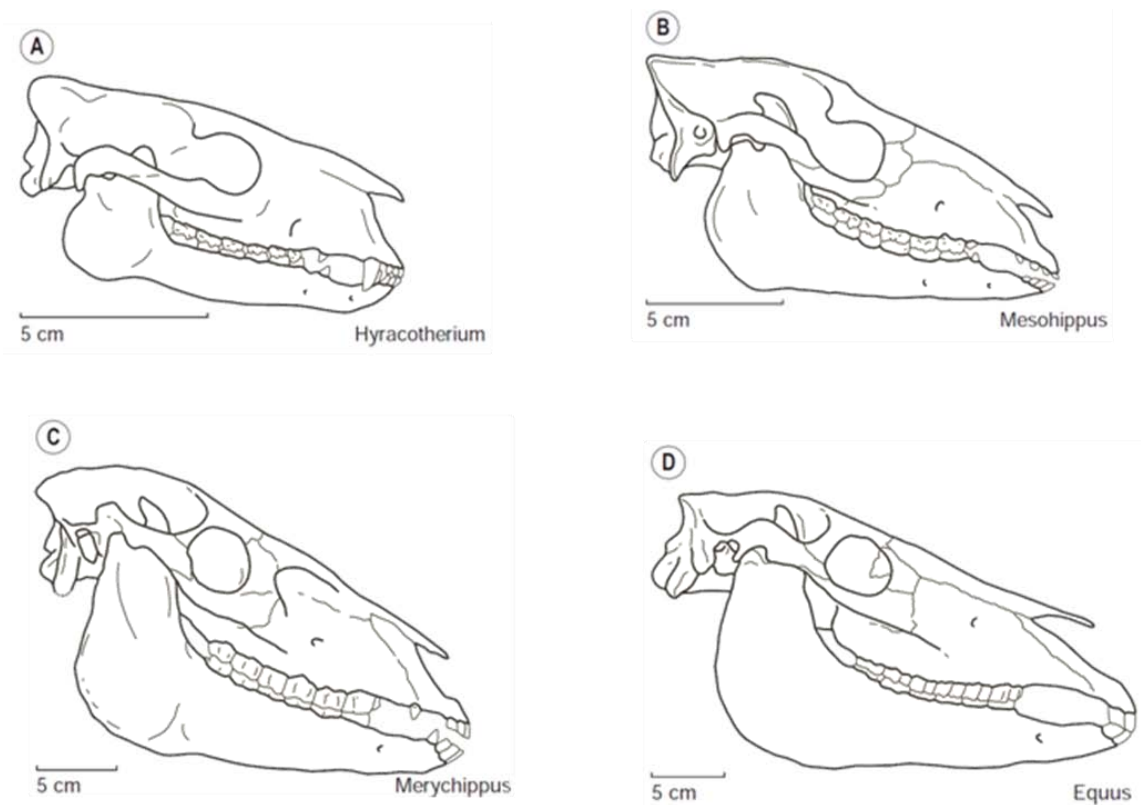 A
5 cm
Hyracotherium
B
5 cm
Mesohippus
C
5 cm
Merychippus
D
5 cm
Equus